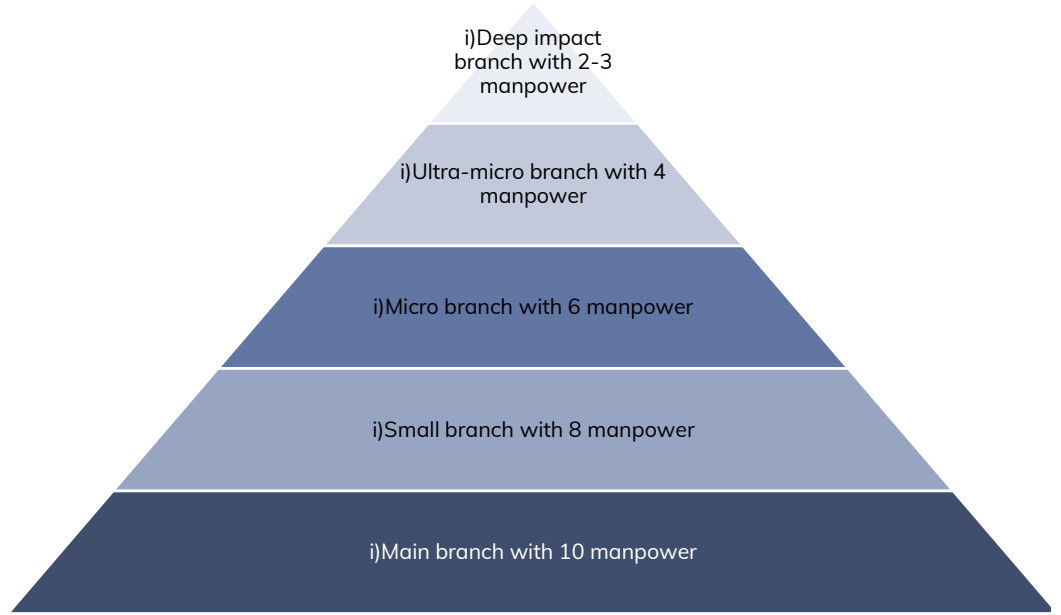 i)Deep impact
branch with 2-3
manpower
i)Ultra-micro branch with 4
manpower
i)Micro branch with 6 manpower
i)Small branch with 8 manpower
i)Main branch with 10 manpower